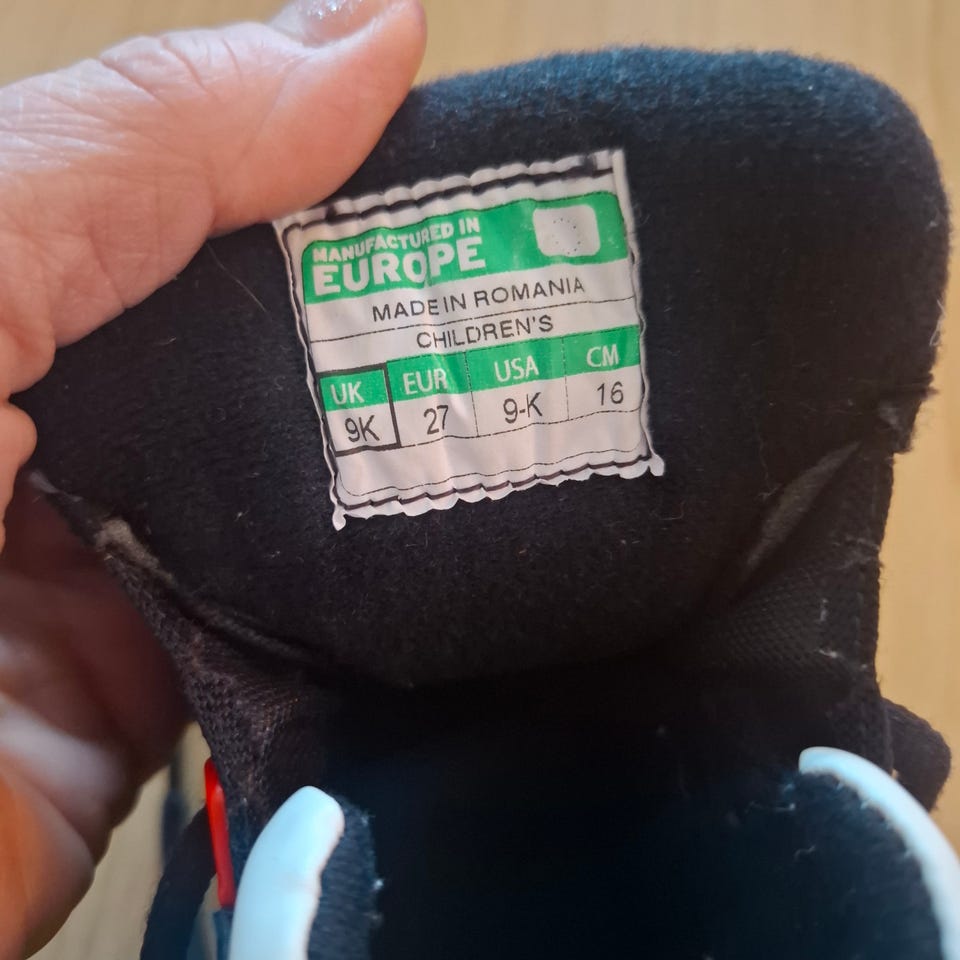 MANUFACTURED IN
EUROPE
MADE IN ROMANIA
CHILDREN'S
UK EUR USA CM
9K 27 9-K 16